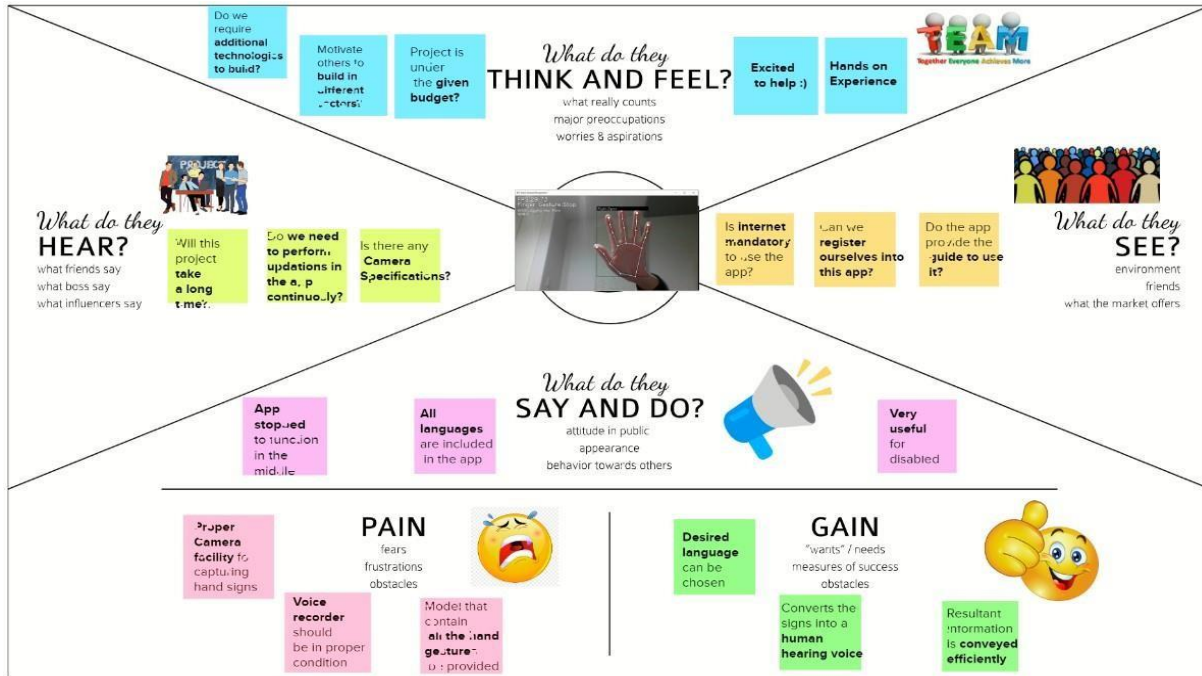 Do we
require
additional
technologies
to build?
Motivate
others to
build in
different
Project is
under
the given
budget?
What do they
THINK AND FEEL?
what really counts
major preoccupations
worries & aspirations
Excited
to help :)
Hands on
Experience
TEAM
Together Everyone Achieves More
PROJECT
What do they
HEAR?
what friends say
what boss say
what influencers say
Will this
project
take
a long
time?
Do we need
to perform
updations in
the app
continually?
Is there any
Camera
Specifications?
Is internet
mandatory
to use the
app?
Can we
register
ourselves into
this app?
Do the app
provide the
guide to use
it?
What do they
SEE?
environment
friends
what the market offers
What do they
SAY AND DO?
attitude in public
appearance
behavior towards others
App
stopped
to function
in the
middle
All
languages
are included
in the app
Very
useful
for
disabled
PAIN
fears
frustrations
obstacles
Proper
Camera
facility for
capturing
hand signs
Voice
recorder
should
be in proper
condition
Model that
contain
all the hand
gestures
be provided
GAIN
"wants" / needs
measures of success
obstacles
Desired
language
can be
chosen
Converts the
signs into a
human
hearing voice
Resultant
information
is conveyed
efficiently